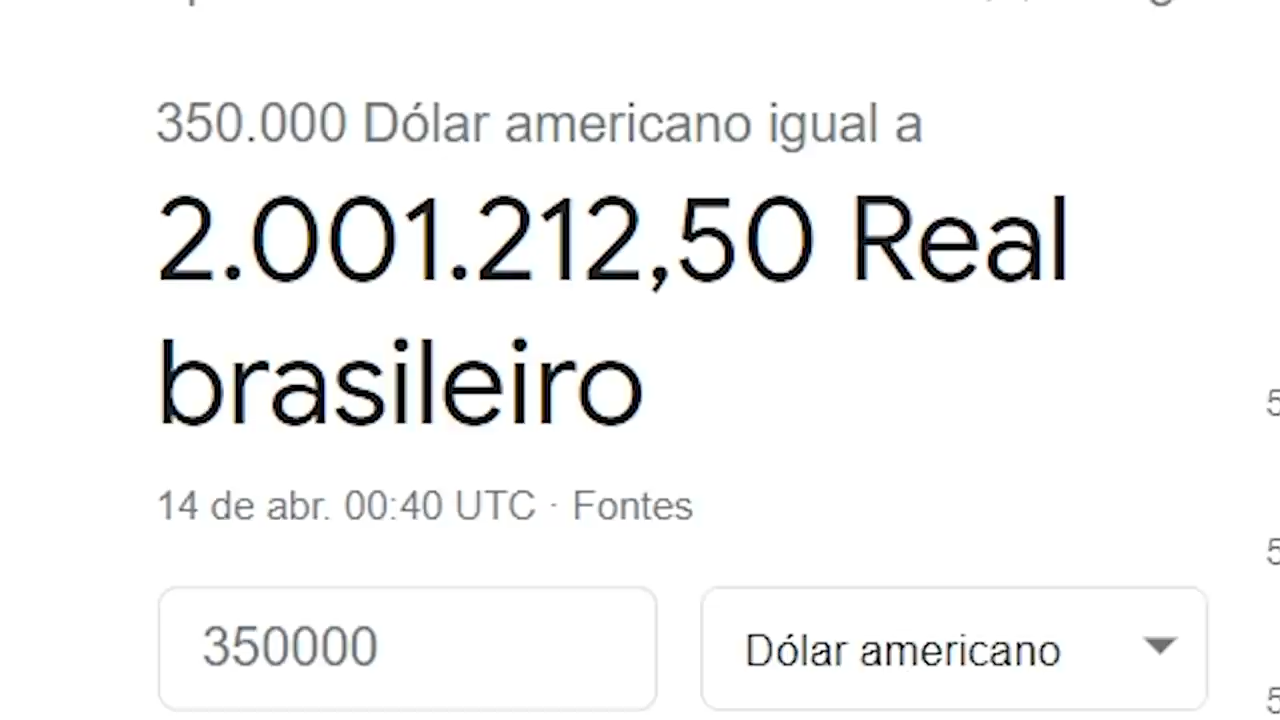 350.000 Dólar americano igual a
2.001.212,50 Real
brasileiro
14 de abr. 00:40 UTC · Fontes
350000
Dólar americano